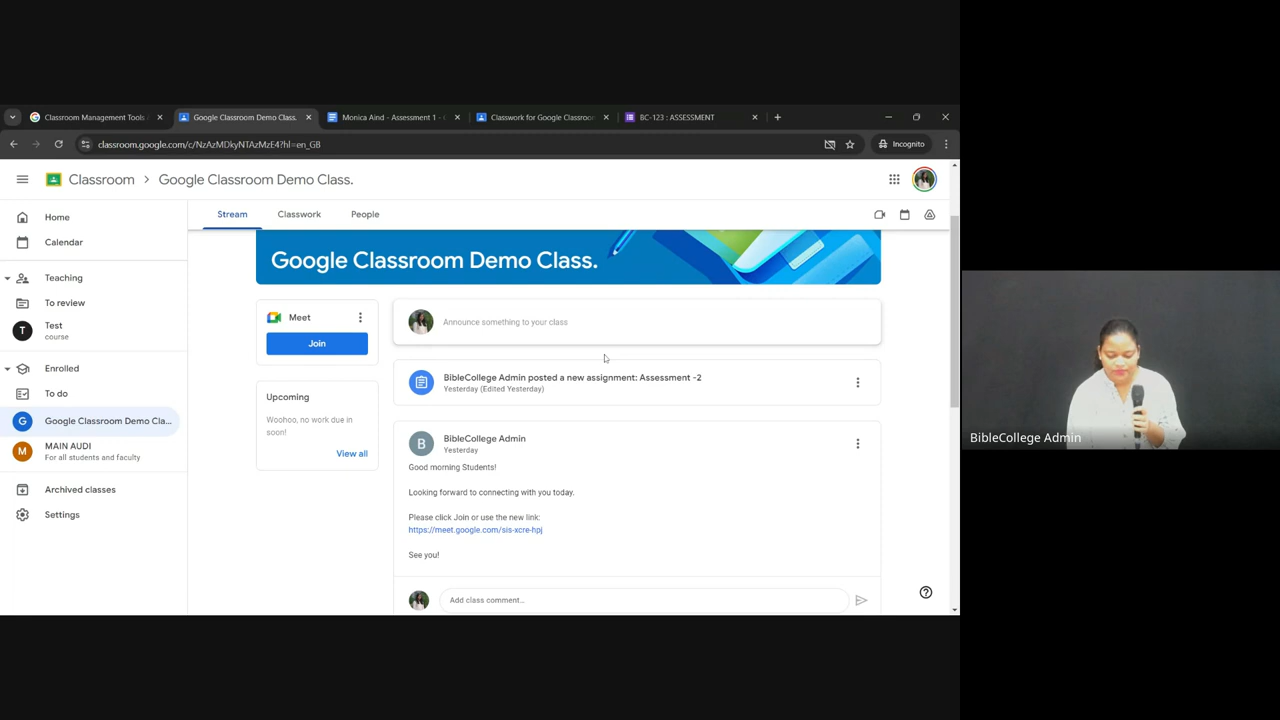 Classroom Management Tools
Google Classroom Demo Class.
Monica Aind - Assessment 1 -
Classwork for Google Classroom
BC-123 : ASSESSMENT
classroom.google.com/c/NzAzMDkyNTAzMzE4?hl=en_GB
Incognito
Classroom
Google Classroom Demo Class.
Home
Calendar
Teaching
To review
T
Test
course
Enrolled
To do
G
Google Classroom Demo Cla...
M
MAIN AUDI
For all students and faculty
Archived classes
Settings
Stream
Classwork
People
Google Classroom Demo Class.
Meet
Join
Upcoming
Woohoo, no work due in
soon!
View all
Announce something to your class
BibleCollege Admin posted a new assignment: Assessment -2
Yesterday (Edited Yesterday)
B
BibleCollege Admin
Yesterday
Good morning Students!
Looking forward to connecting with you today.
Please click Join or use the new link:
https://meet.google.com/sis-xcre-hpj
See you!
Add class comment...
BibleCollege Admin